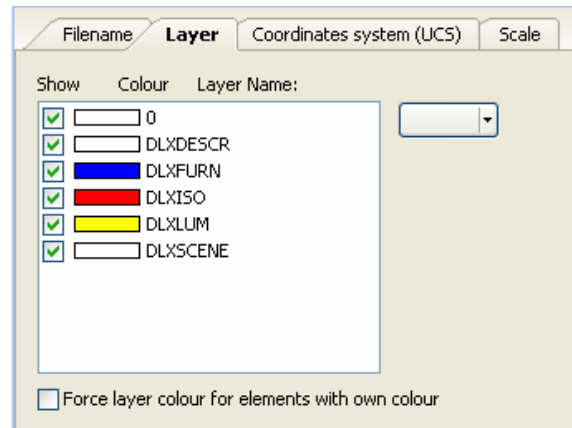 Filename Layer Coordinates system (UCS) Scale
Show Colour Layer Name:
0
DLXDESCR
DLXFURN
DLXISO
DLXLUM
DLXSCENE
Force layer colour for elements with own colour